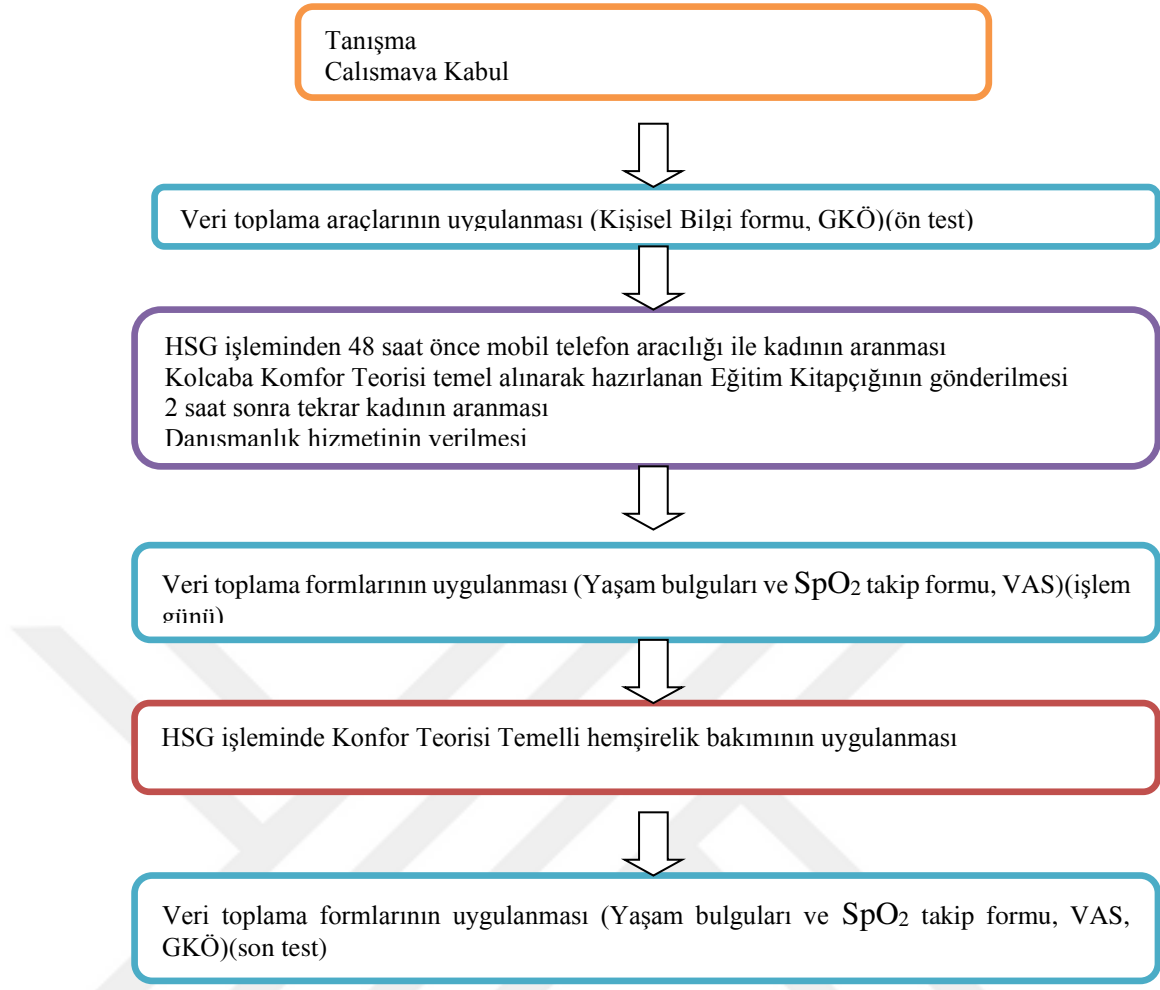 Tanışma
Calısmava Kabul
Veri toplama araçlarının uygulanması (Kişisel Bilgi formu, GKÖ)(ön test)
HSG işleminden 48 saat önce mobil telefon aracılığı ile kadının aranması
Kolcaba Komfor Teorisi temel alınarak hazırlanan Eğitim Kitapçığının gönderilmesi
2 saat sonra tekrar kadının aranması
Danışmanlık hizmetinin verilmesi
Veri toplama formlarının uygulanması (Yaşam bulguları ve SpO2 takip formu, VAS)(işlem
günü)
HSG işleminde Konfor Teorisi Temelli hemşirelik bakımının uygulanması
Veri toplama formlarının uygulanması (Yaşam bulguları ve SpO2 takip formu, VAS,
GKÖ)(son test)